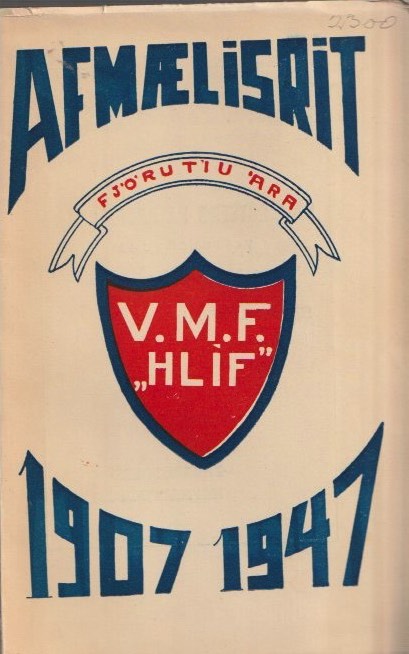 2300
AFMÆLISRIT
FJÖRUTÍU ÁRA
V.M.F.
„HLÍF”
1907 1947